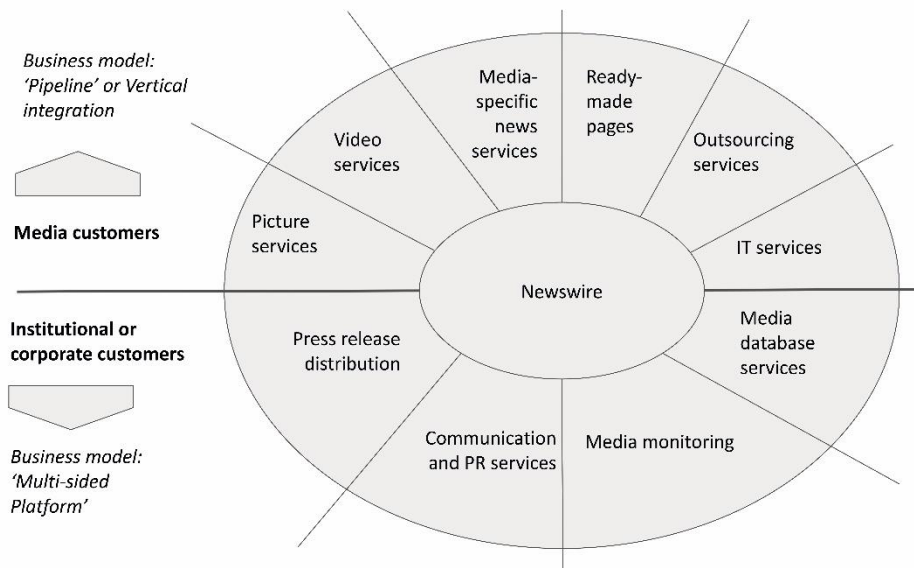 Business model:
‘Pipeline’ or Vertical
integration
Media customers
Institutional or
corporate customers
Business model:
‘Multi-sided
Platform’
Picture
services
Video
services
Media-
specific
news
services
Ready-
made
pages
Outsourcing
services
IT services
Newswire
Press release
distribution
Communication
and PR services
Media monitoring
Media
database
services